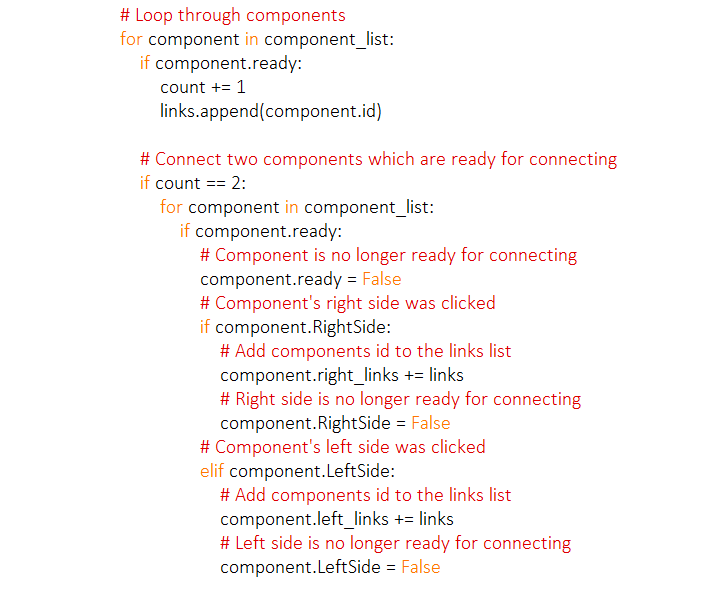 # Loop through components
for component in component_list:
    if component.ready:
        count += 1
        links.append(component.id)

    # Connect two components which are ready for connecting
    if count == 2:
        for component in component_list:
            if component.ready:
                # Component is no longer ready for connecting
                component.ready = False
                # Component's right side was clicked
                if component.RightSide:
                    # Add components id to the links list
                    component.right_links += links
                    # Right side is no longer ready for connecting
                    component.RightSide = False
                # Component's left side was clicked
                elif component.LeftSide:
                    # Add components id to the links list
                    component.left_links += links
                    # Left side is no longer ready for connecting
                    component.LeftSide = False